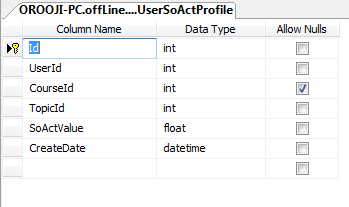 OROOJI-PC.offLine....UserSoActProfile
Column Name Data Type Allow Nulls
Id int
UserId int
CourseId int
TopicId int
SoActValue float
CreateDate datetime